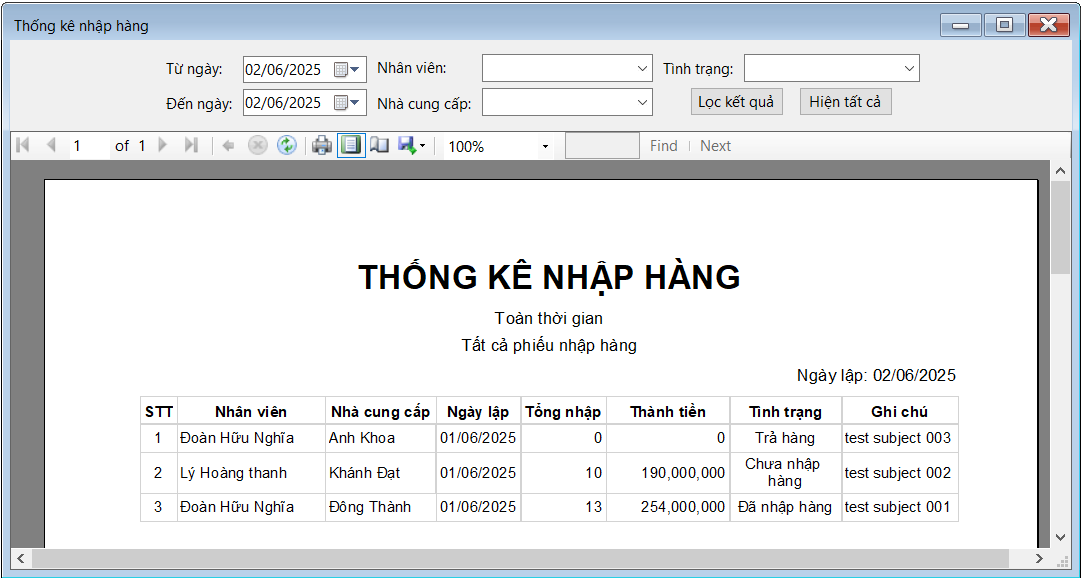 Thống kê nhập hàng
Từ ngày: 02/06/2025 Nhân viên: Tình trạng:
Đến ngày: 02/06/2025 Nhà cung cấp: Lọc kết quả Hiện tất cả
1 of 1 100% Find Next
THỐNG KÊ NHẬP HÀNG
Toàn thời gian
Tất cả phiếu nhập hàng
Ngày lập: 02/06/2025
STT Nhân viên Nhà cung cấp Ngày lập Tổng nhập Thành tiền Tình trạng Ghi chú
1 Đoàn Hữu Nghĩa Anh Khoa 01/06/2025 0 0 Trả hàng test subject 003
2 Lý Hoàng thanh Khánh Đạt 01/06/2025 10 190,000,000 Chưa nhập hàng test subject 002
3 Đoàn Hữu Nghĩa Đông Thành 01/06/2025 13 254,000,000 Đã nhập hàng test subject 001